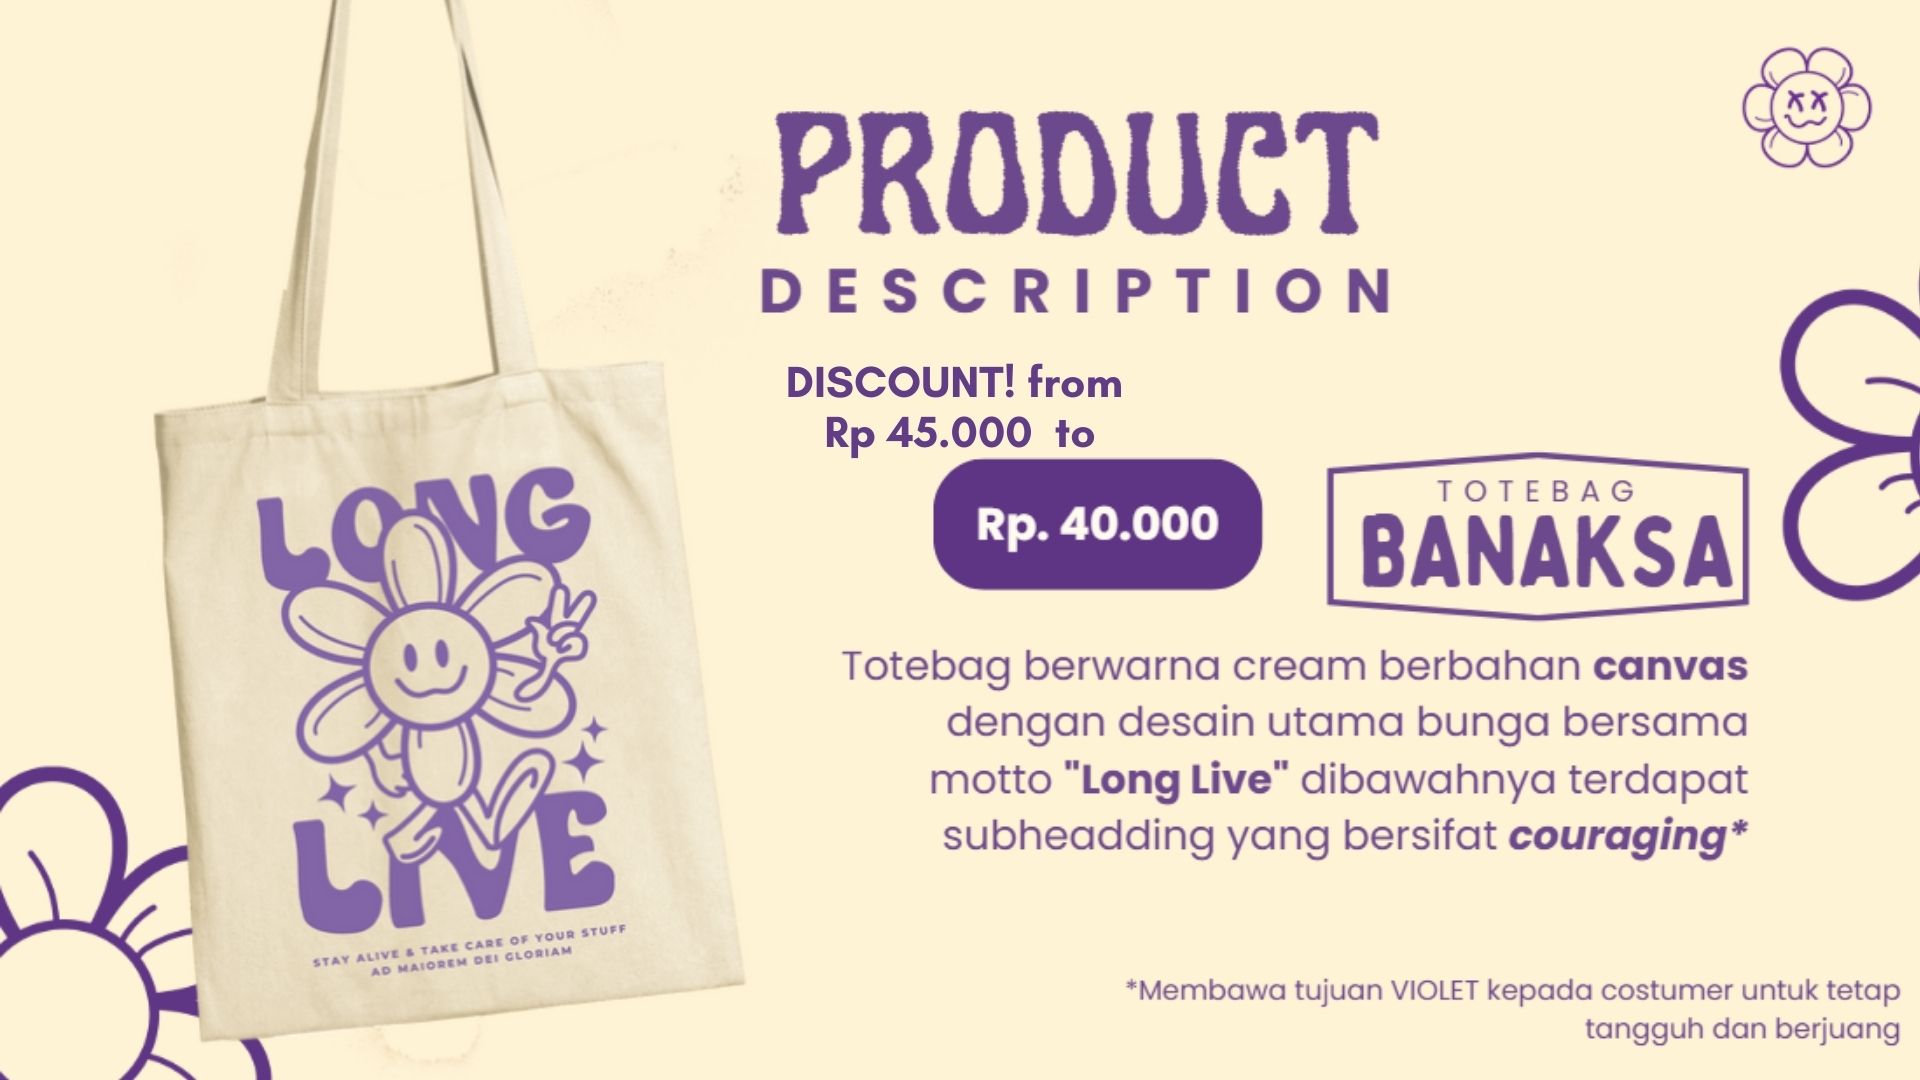 PRODUCT
DESCRIPTION
DISCOUNT! from
Rp 45.000 to
Rp. 40.000
TOTEBAG
BANAKSA
Totebag berwarna cream berbahan canvas
dengan desain utama bunga bersama
motto "Long Live" dibawahnya terdapat
subheadding yang bersifat couraging*
*Membawa tujuan VIOLET kepada costumer untuk tetap
tangguh dan berjuang
LONG
LIVE
STAY ALIVE & TAKE CARE OF YOUR STUFF
AD MAIOREM DEI GLORIAM